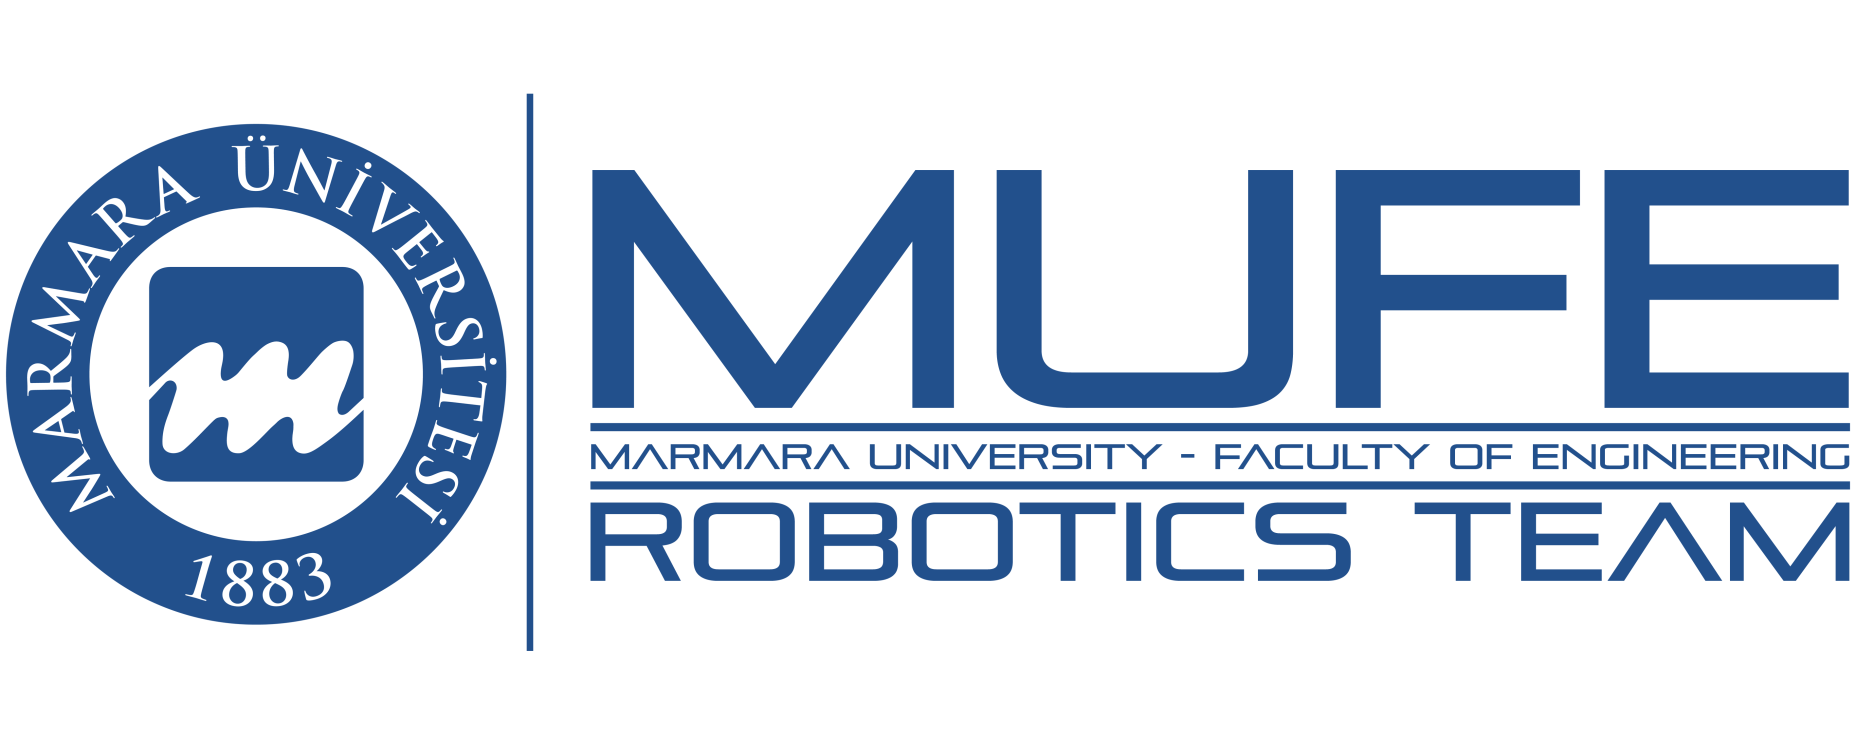 MARMARA ÜNİVERSİTESİ
1883
MUFE
MARMARA UNIVERSITY - FACULTY OF ENGINEERING
ROBOTICS TEAM